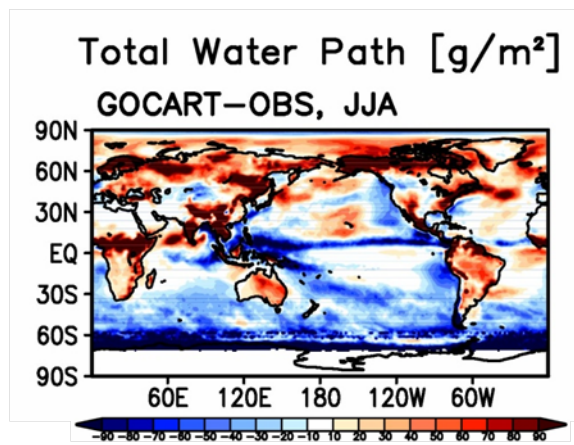 Total Water Path [g/m²]
GOCART-OBS, JJA
90N
60N
30N
EQ
30S
60S
90S
60E 120E 180 120W 60W
-90 -80 -70 -60 -50 -40 -30 -20 -10 10 20 30 40 50 60 70 80 90